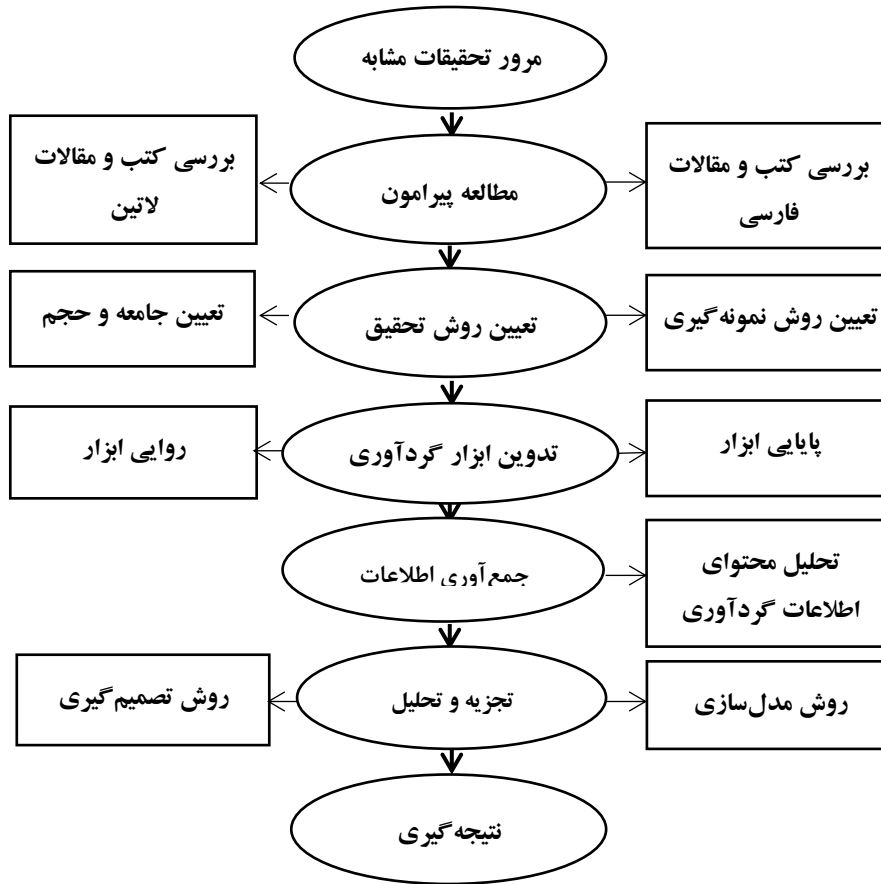 مرور تحقیقات مشابه
بررسی کتب و مقالات
فارسی
مطالعه پیرامون
بررسی کتب و مقالات
لاتین
تعیین روش نمونه‌گیری
تعیین روش تحقیق
تعیین جامعه و حجم
پایایی ابزار
تدوین ابزار گردآوری
روایی ابزار
تحلیل محتوای
اطلاعات گردآوری
جمع‌آوری اطلاعات
روش مدل‌سازی
تجزیه و تحلیل
روش تصمیم‌گیری
نتیجه‌گیری